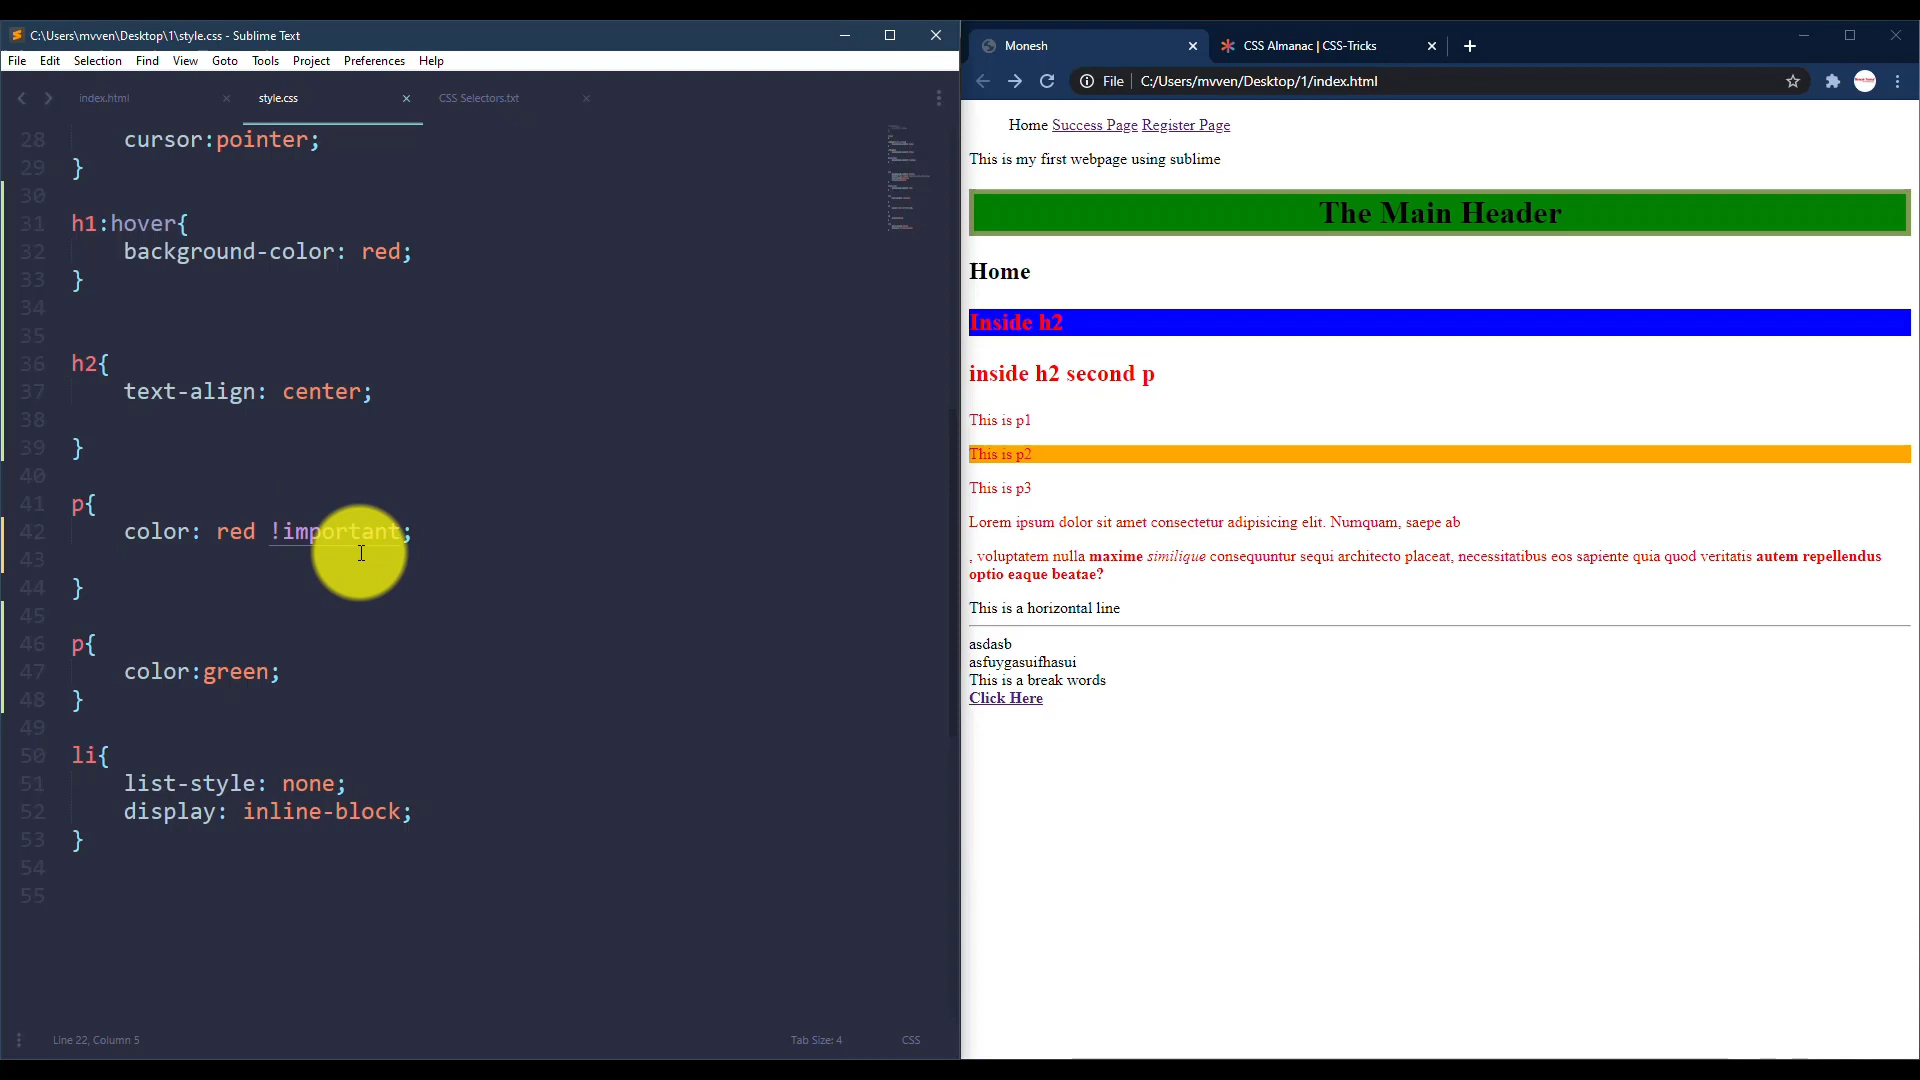 C:\Users\mvven\Desktop\1\style.css - Sublime Text
File Edit Selection Find View Goto Tools Project Preferences Help
index.html
style.css
CSS Selectors.txt
28 cursor:pointer;
29 }
30
31 h1:hover{
32 background-color: red;
33 }
34
35
36 h2{
37 text-align: center;
38
39 }
40
41 p{
42 color: red !important;
43
44 }
45
46 p{
47 color:green;
48 }
49
50 li{
51 list-style: none;
52 display: inline-block;
53 }
54
55
Line 22, Column 5
Tab Size: 4
CSS
Monesh
CSS Almanac | CSS-Tricks
File C:/Users/mvven/Desktop/1/index.html
Home Success Page Register Page
This is my first webpage using sublime
The Main Header
Home
Inside h2
inside h2 second p
This is p1
This is p2
This is p3
Lorem ipsum dolor sit amet consectetur adipisicing elit. Numquam, saepe ab
, voluptatem nulla maxime similique consequuntur sequi architecto placeat, necessitatibus eos sapiente quia quod veritatis autem repellendus
optio eaque beatae?
This is a horizontal line
asdasb
asfuygasuifhasui
This is a break words
Click Here